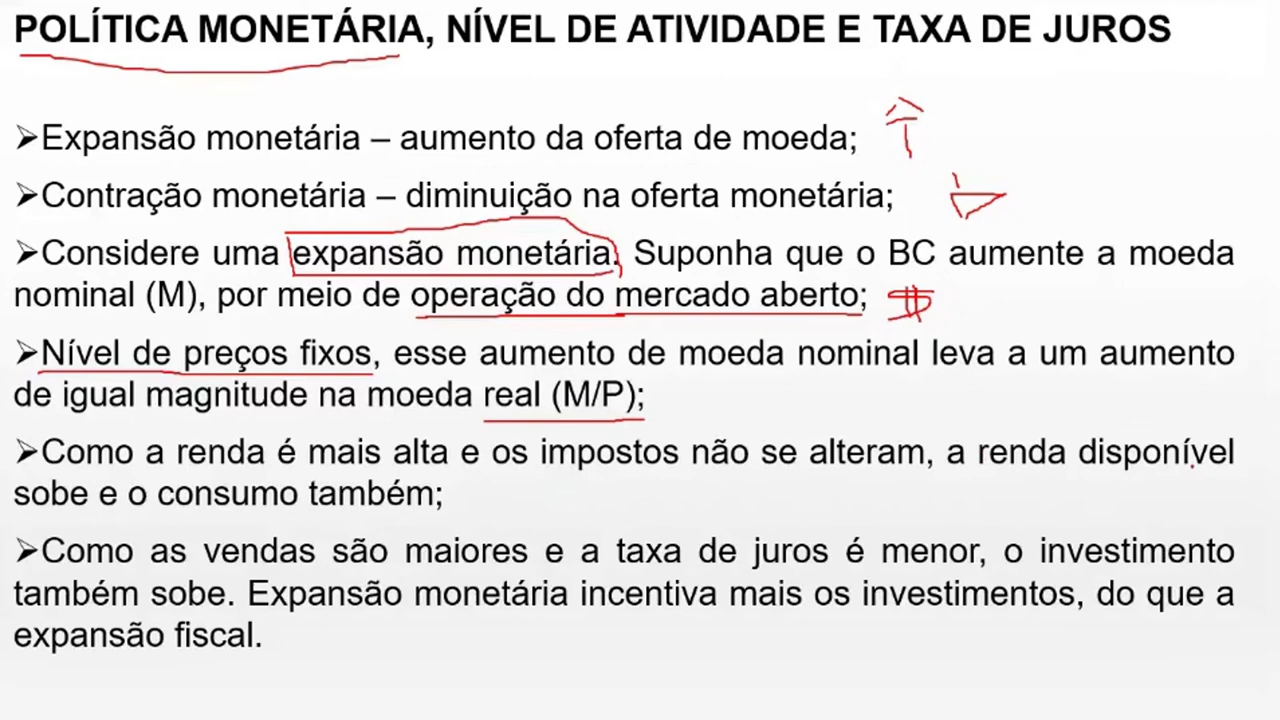 POLÍTICA MONETÁRIA, NÍVEL DE ATIVIDADE E TAXA DE JUROS
➢Expansão monetária – aumento da oferta de moeda;
➢Contração monetária – diminuição na oferta monetária;
➢Considere uma expansão monetária. Suponha que o BC aumente a moeda
nominal (M), por meio de operação do mercado aberto; $
➢Nível de preços fixos, esse aumento de moeda nominal leva a um aumento
de igual magnitude na moeda real (M/P);
➢Como a renda é mais alta e os impostos não se alteram, a renda disponível
sobe e o consumo também;
➢Como as vendas são maiores e a taxa de juros é menor, o investimento
também sobe. Expansão monetária incentiva mais os investimentos, do que a
expansão fiscal.